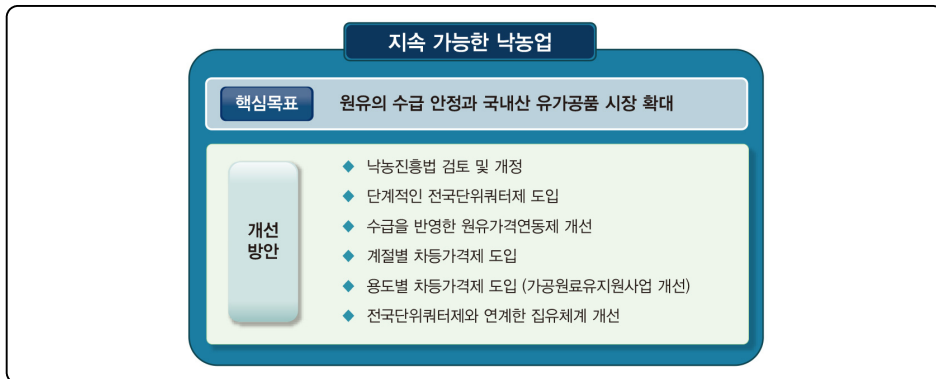 지속 가능한 낙농업
핵심목표
원유의 수급 안정과 국내산 유가공품 시장 확대
개선
방안
◆ 낙농진흥법 검토 및 개정
◆ 단계적인 전국단위쿼터제 도입
◆ 수급을 반영한 원유가격연동제 개선
◆ 계절별 차등가격제 도입
◆ 용도별 차등가격제 도입 (가공원료유지원사업 개선)
◆ 전국단위쿼터제와 연계한 집유체계 개선